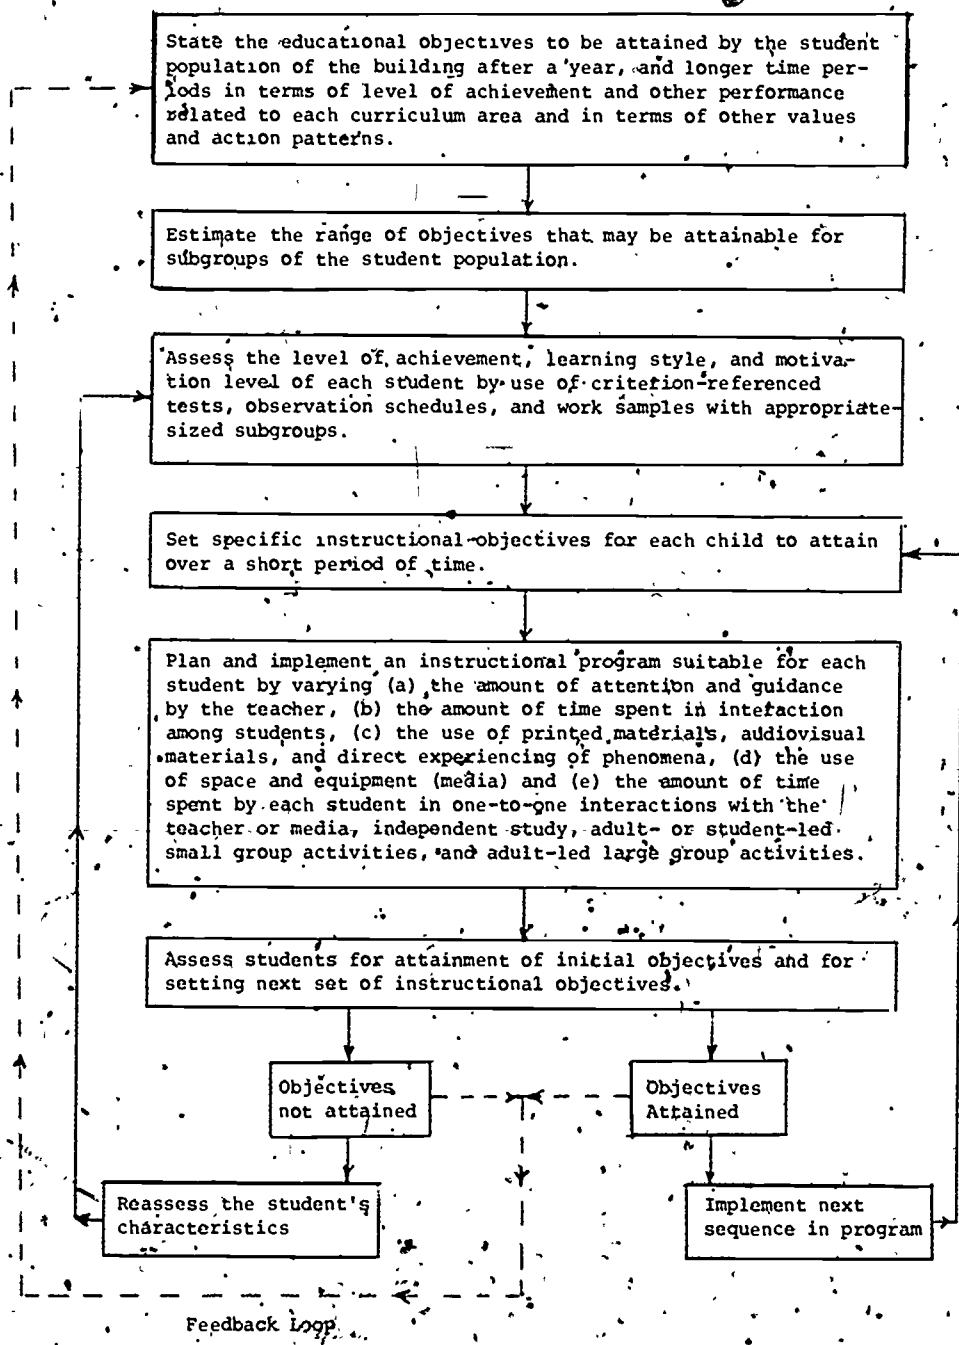 State the educational objectives to be attained by the student
population of the building after a year, and longer time per-
iods in terms of level of achievement and other performance
related to each curriculum area and in terms of other values
and action patterns.
Estimate the range of objectives that may be attainable for
subgroups of the student population.
Assess the level of achievement, learning style, and motiva-
tion level of each student by use of criterion-referenced
tests, observation schedules, and work samples with appropriate-
sized subgroups.
Set specific instructional objectives for each child to attain
over a short period of time.
Plan and implement an instructional program suitable for each
student by varying (a) the amount of attention and guidance
by the teacher, (b) the amount of time spent in interaction
among students, (c) the use of printed materials, audiovisual
materials, and direct experiencing of phenomena, (d) the use
of space and equipment (media) and (e) the amount of time
spent by each student in one-to-one interactions with the
teacher or media, independent study, adult- or student-led
small group activities, and adult-led large group activities.
Assess students for attainment of initial objectives and for
setting next set of instructional objectives.
Objectives
not attained
Objectives
Attained
Reassess the student's
characteristics
Implement next
sequence in program
Feedback Loop